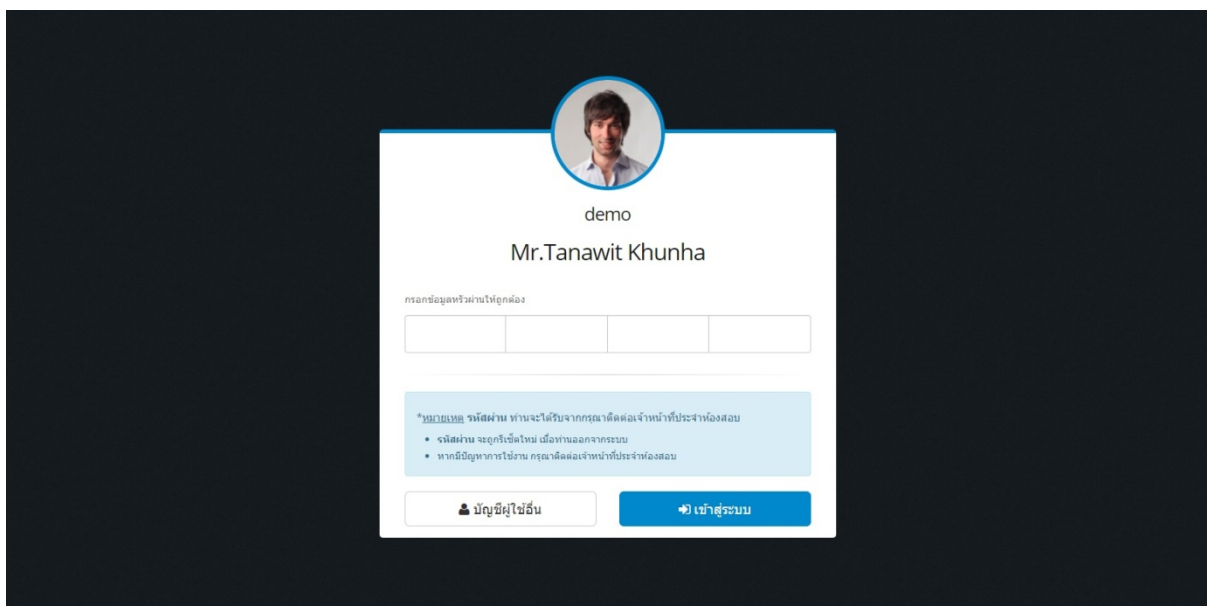 demo
Mr.Tanawit Khunha
กรอกข้อมูลหรัวผ่านให้ถูกต้อง
*หมายเหตุ รหัสผ่าน ท่านจะได้รับจากกรุณาติดต่อเจ้าหน้าที่ประจำห้องสอบ
รหัสผ่าน จะถูกรีเซ็ตใหม่ เมื่อท่านออกจากระบบ
หากมีปัญหาการใช้งาน กรุณาติดต่อเจ้าหน้าที่ประจำห้องสอบ
บัญชีผู้ใช้อื่น
เข้าสู่ระบบ